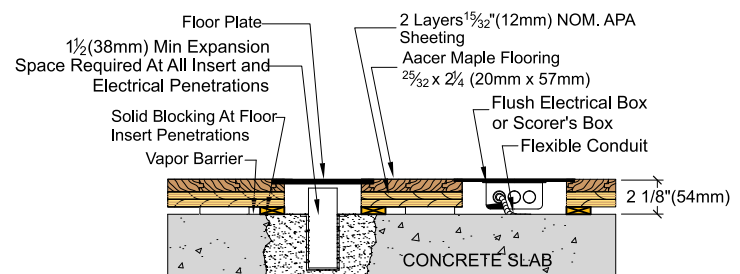 Floor Plate
1½(38mm) Min Expansion
Space Required At All Insert and
Electrical Penetrations
Solid Blocking At Floor
Insert Penetrations
Vapor Barrier
2 Layers 15/32"(12mm) NOM. APA
Sheeting
Aacer Maple Flooring
25/32 x 2¼ (20mm x 57mm)
Flush Electrical Box
or Scorer's Box
Flexible Conduit
2 1/8"(54mm)
CONCRETE SLAB